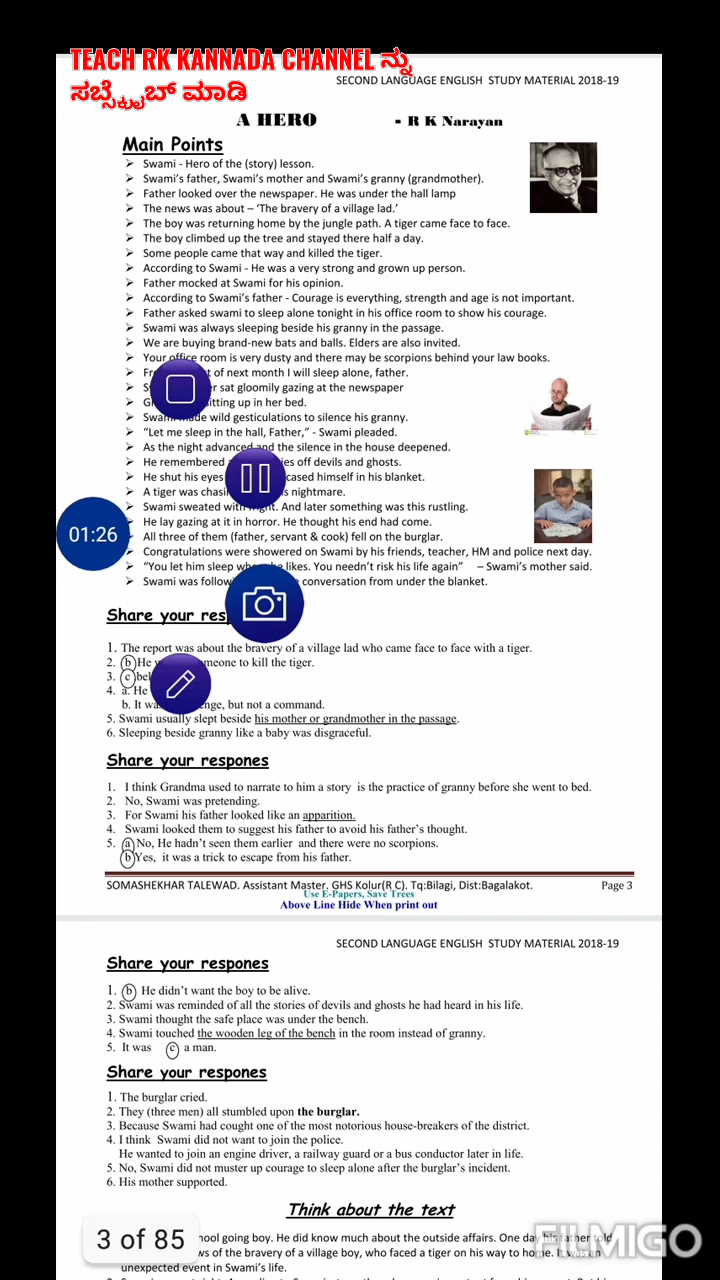 TEACH RK KANNADA CHANNEL ನ್ನು
ಸಬ್ಸ್ಕ್ರೈಬ್ ಮಾಡಿ
SECOND LANGUAGE ENGLISH STUDY MATERIAL 2018-19
A HERO - R K Narayan
Main Points
➢ Swami - Hero of the (story) lesson.
➢ Swami's father, Swami's mother and Swami's granny (grandmother).
➢ Father looked over the newspaper. He was under the hall lamp
➢ The news was about – 'The bravery of a village lad.'
➢ The boy was returning home by the jungle path. A tiger came face to face.
➢ The boy climbed up the tree and stayed there half a day.
➢ Some people came that way and killed the tiger.
➢ According to Swami - He was a very strong and grown up person.
➢ Father mocked at Swami for his opinion.
➢ According to Swami's father - Courage is everything, strength and age is not important.
➢ Father asked swami to sleep alone tonight in his office room to show his courage.
➢ Swami was always sleeping beside his granny in the passage.
➢ We are buying brand-new bats and balls. Elders are also invited.
➢ Your office room is very dusty and there may be scorpions behind your law books.
➢ of next month I will sleep alone, father.
➢ sat gloomily gazing at the newspaper
➢ sitting up in her bed.
➢ Swami made wild gesticulations to silence his granny.
➢ "Let me sleep in the hall, Father," - Swami pleaded.
➢ As the night advanced and the silence in the house deepened.
➢ He remembered off devils and ghosts.
➢ He shut his eyes cased himself in his blanket.
➢ A tiger was chasing nightmare.
➢ Swami sweated with And later something was this rustling.
➢ He lay gazing at it in horror. He thought his end had come.
01:26
➢ All three of them (father, servant & cook) fell on the burglar.
➢ Congratulations were showered on Swami by his friends, teacher, HM and police next day.
➢ "You let him sleep likes. You needn't risk his life again" – Swami's mother said.
➢ Swami was conversation from under the blanket.
Share your
1. The report was about the bravery of a village lad who came face to face with a tiger.
2. b He someone to kill the tiger.
3. c
4. a. He
b. It but not a command.
5. Swami usually slept beside his mother or grandmother in the passage.
6. Sleeping beside granny like a baby was disgraceful.
Share your respones
1. I think Grandma used to narrate to him a story is the practice of granny before she went to bed.
2. No, Swami was pretending.
3. For Swami his father looked like an apparition.
4. Swami looked them to suggest his father to avoid his father's thought.
5. a No, He hadn't seen them earlier and there were no scorpions.
b Yes, it was a trick to escape from his father.
SOMASHEKHAR TALEWAD. Assistant Master. GHS Kolur(R C). Tq:Bilagi, Dist:Bagalakot. Page 3
Use E-Papers, Save Trees
Above Line Hide When print out
SECOND LANGUAGE ENGLISH STUDY MATERIAL 2018-19
Share your respones
1. b He didn't want the boy to be alive.
2. Swami was reminded of all the stories of devils and ghosts he had heard in his life.
3. Swami thought the safe place was under the bench.
4. Swami touched the wooden leg of the bench in the room instead of granny.
5. It was c a man.
Share your respones
1. The burglar cried.
2. They (three men) all stumbled upon the burglar.
3. Because Swami had caught one of the most notorious house-breakers of the district.
4. I think Swami did not want to join the police.
He wanted to join an engine driver, a railway guard or a bus conductor later in life.
5. No, Swami did not muster up courage to sleep alone after the burglar's incident.
6. His mother supported.
Think about the text
3 of 85
school going boy. He did know much about the outside affairs. One day his father told
of the bravery of a village boy, who faced a tiger on his way to home. It was an
unexpected event in Swami's life.
FILMIGO